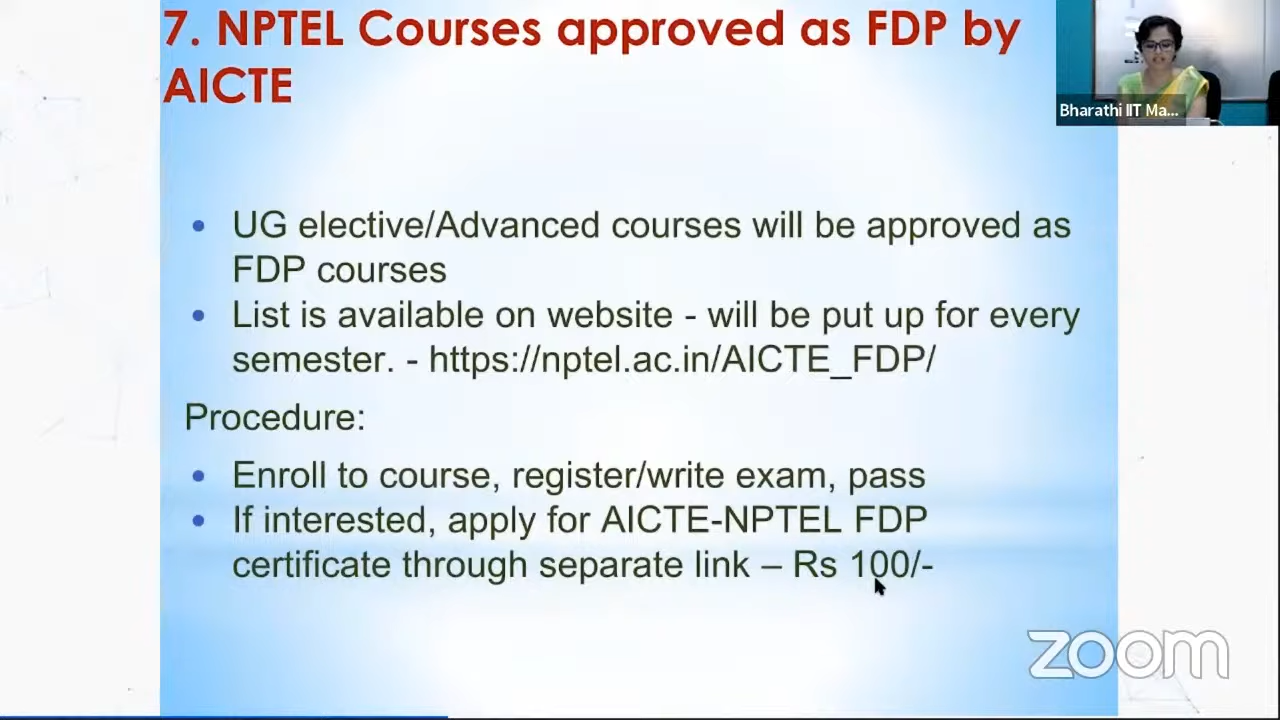 7. NPTEL Courses approved as FDP by
AICTE
Bharathi IIT Ma...
• UG elective/Advanced courses will be approved as
FDP courses
• List is available on website - will be put up for every
semester. - https://nptel.ac.in/AICTE_FDP/
Procedure:
• Enroll to course, register/write exam, pass
• If interested, apply for AICTE-NPTEL FDP
certificate through separate link – Rs 100/-
zoom